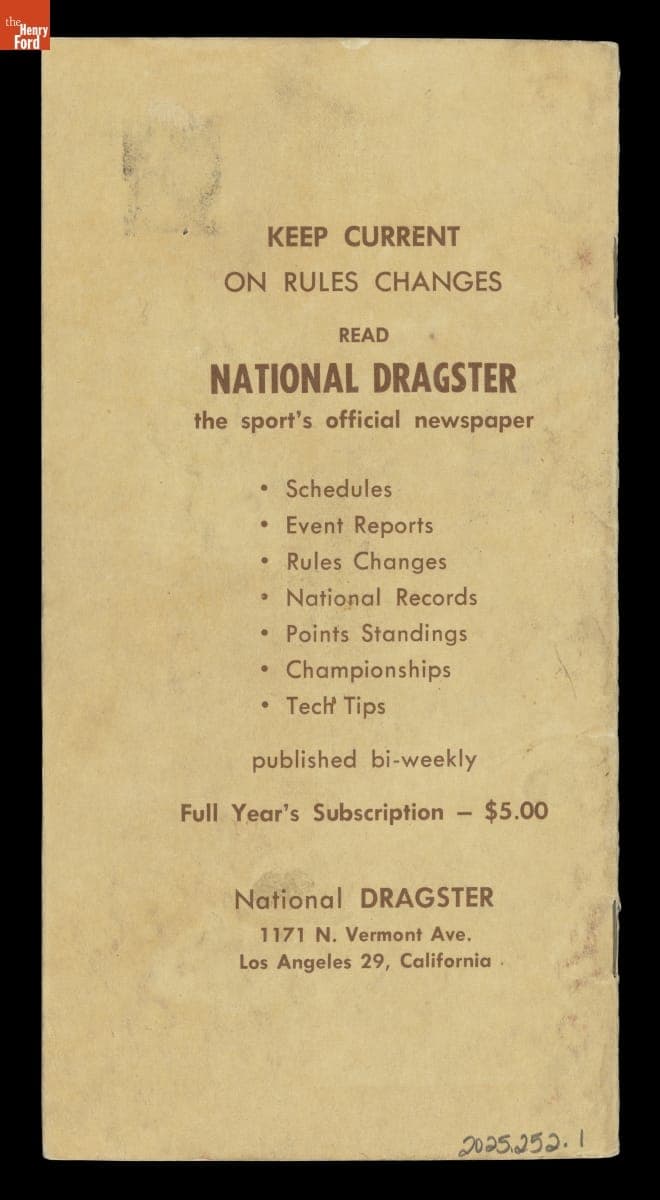 the
Henry
Ford
KEEP CURRENT
ON RULES CHANGES
READ
NATIONAL DRAGSTER
the sport's official newspaper
• Schedules
• Event Reports
• Rules Changes
• National Records
• Points Standings
• Championships
• Tech Tips
published bi-weekly
Full Year's Subscription – $5.00
National DRAGSTER
1171 N. Vermont Ave.
Los Angeles 29, California
2025.252.1